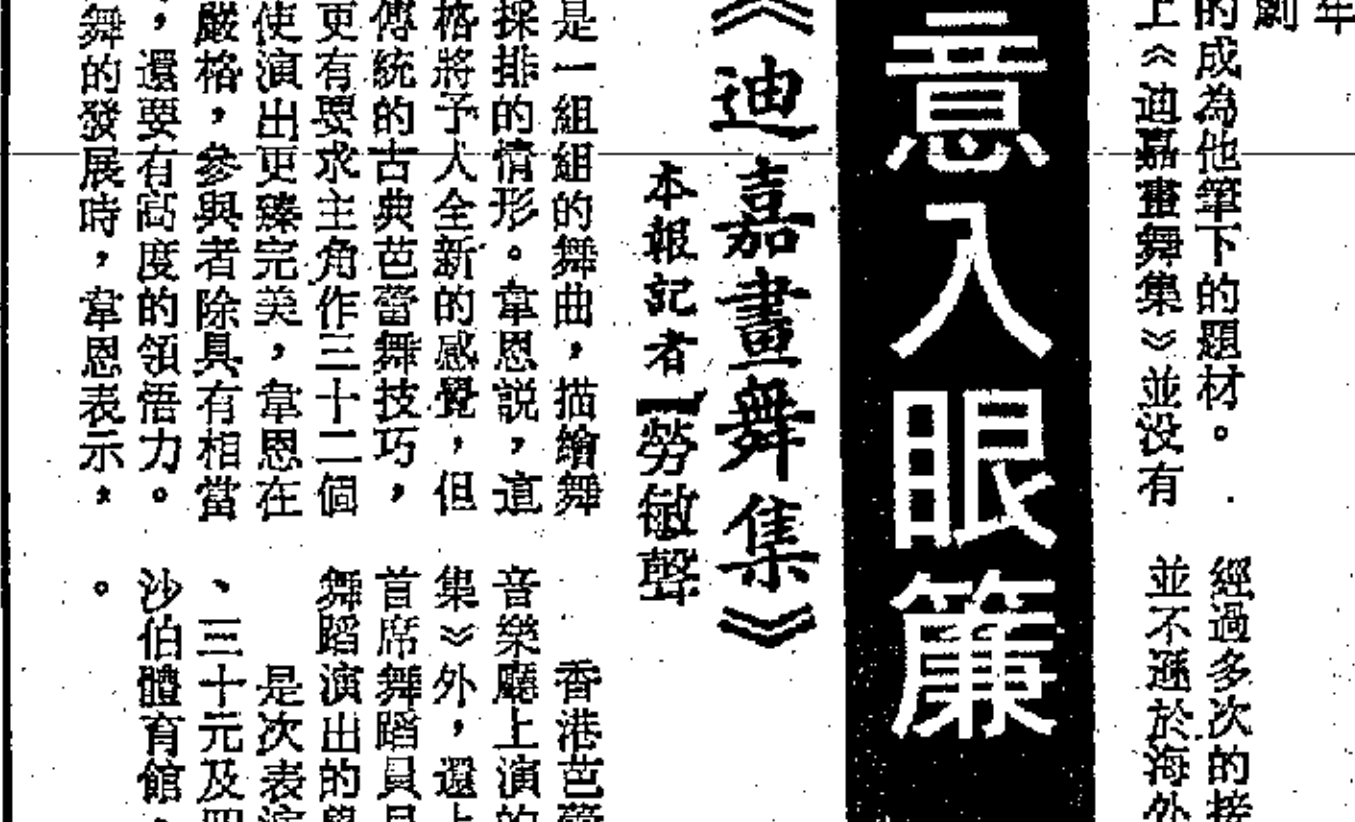 年
劇
的成為他筆下的題材。
上《迪嘉畫舞集》並没有
經過多次的接
並不遜於海外
意入眼簾
《迪嘉畫舞集》
本報記者 勞敏聲
是一組組的舞曲,描繪舞
採排的情形。韋恩説,這
格將予人全新的感覺,但
傳統的古典芭蕾舞技巧,
更有要求主角作三十二個
使演出更臻完美,韋恩在
嚴格,參與者除具有相當
,還要有高度的領悟力。
舞的發展時,韋恩表示,
香港芭蕾
音樂廳上演的
集》外,還上
首席舞蹈員
舞蹈演出的
是次表演
、三十元及四
沙伯體育館
。